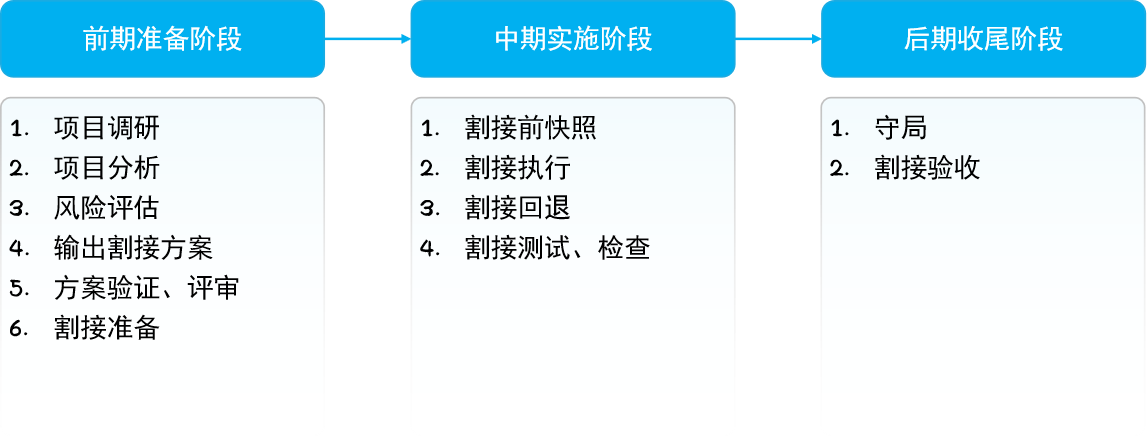 前期准备阶段
1. 项目调研
2. 项目分析
3. 风险评估
4. 输出割接方案
5. 方案验证、评审
6. 割接准备
中期实施阶段
1. 割接前快照
2. 割接执行
3. 割接回退
4. 割接测试、检查
后期收尾阶段
1. 守局
2. 割接验收